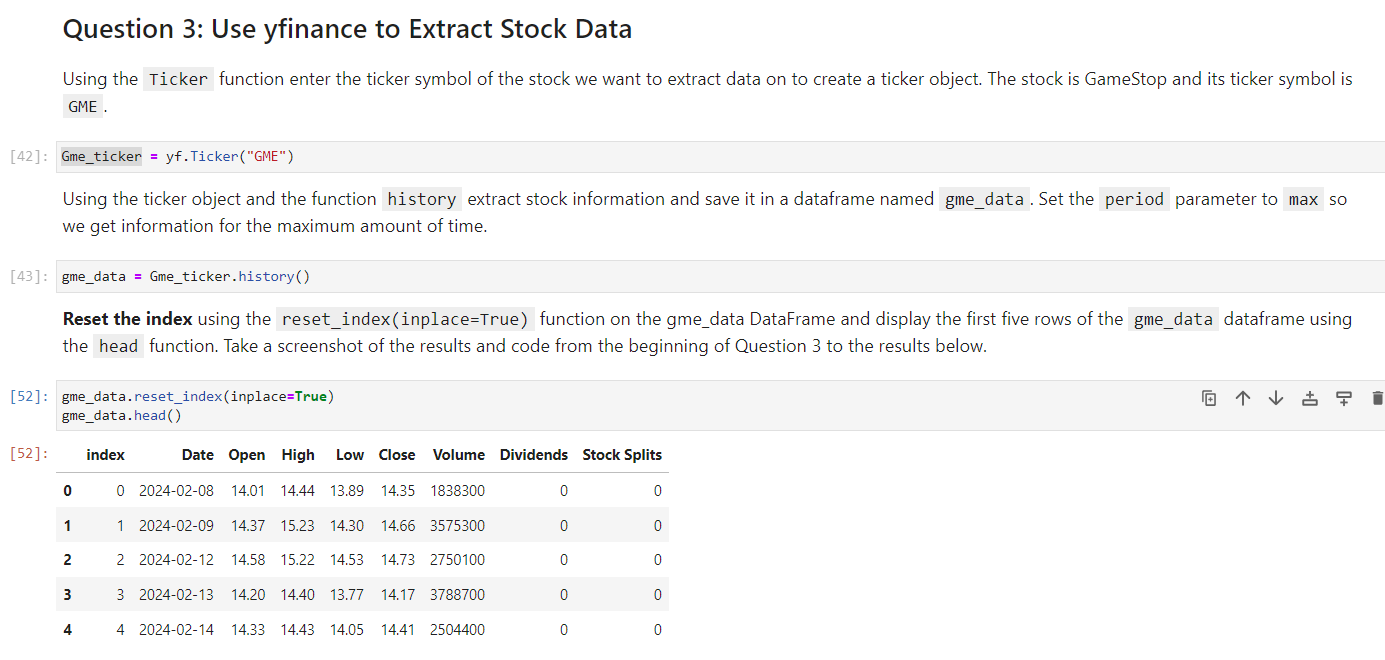 Question 3: Use yfinance to Extract Stock Data
Using the Ticker function enter the ticker symbol of the stock we want to extract data on to create a ticker object. The stock is GameStop and its ticker symbol is
GME .
[42]: Gme_ticker = yf.Ticker("GME")
Using the ticker object and the function history extract stock information and save it in a dataframe named gme_data . Set the period parameter to max so
we get information for the maximum amount of time.
[43]: gme_data = Gme_ticker.history()
Reset the index using the reset_index(inplace=True) function on the gme_data DataFrame and display the first five rows of the gme_data dataframe using
the head function. Take a screenshot of the results and code from the beginning of Question 3 to the results below.
[52]: gme_data.reset_index(inplace=True)
gme_data.head()
[52]: index Date Open High Low Close Volume Dividends Stock Splits
0 0 2024-02-08 14.01 14.44 13.89 14.35 1838300 0 0
1 1 2024-02-09 14.37 15.23 14.30 14.66 3575300 0 0
2 2 2024-02-12 14.58 15.22 14.53 14.73 2750100 0 0
3 3 2024-02-13 14.20 14.40 13.77 14.17 3788700 0 0
4 4 2024-02-14 14.33 14.43 14.05 14.41 2504400 0 0